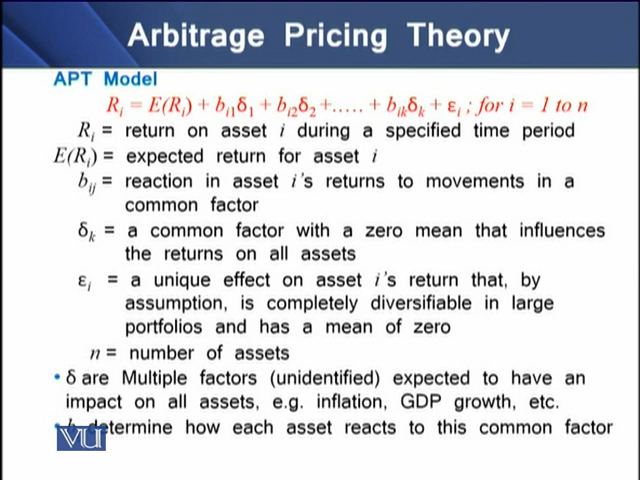 Arbitrage Pricing Theory
APT Model
Rᵢ = E(Rᵢ) + bᵢ₁δ₁ + bᵢ₂δ₂ +..... + bᵢₖδₖ + εᵢ ; for i = 1 to n
Rᵢ = return on asset i during a specified time period
E(Rᵢ) = expected return for asset i
bᵢⱼ = reaction in asset i's returns to movements in a
common factor
δₖ = a common factor with a zero mean that influences
the returns on all assets
εᵢ = a unique effect on asset i's return that, by
assumption, is completely diversifiable in large
portfolios and has a mean of zero
n = number of assets
• δ are Multiple factors (unidentified) expected to have an
impact on all assets, e.g. inflation, GDP growth, etc.
• determine how each asset reacts to this common factor
VU